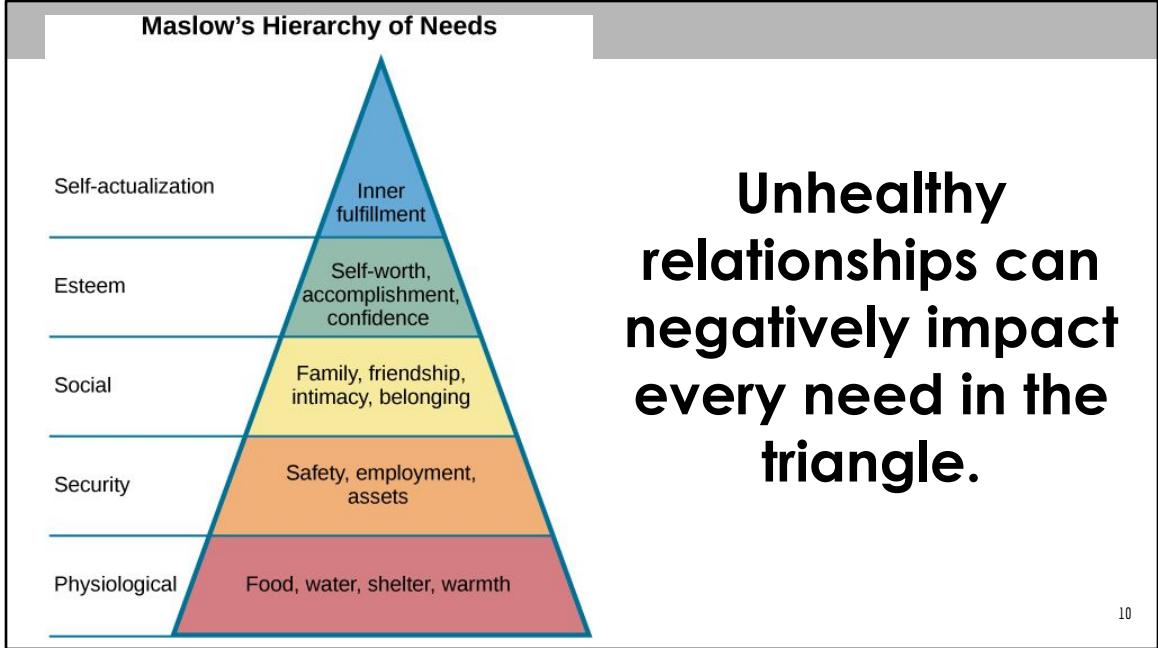 Maslow's Hierarchy of Needs
Self-actualization
Inner
fulfillment
Esteem
Self-worth,
accomplishment,
confidence
Social
Family, friendship,
intimacy, belonging
Security
Safety, employment,
assets
Physiological
Food, water, shelter, warmth
Unhealthy
relationships can
negatively impact
every need in the
triangle.
10